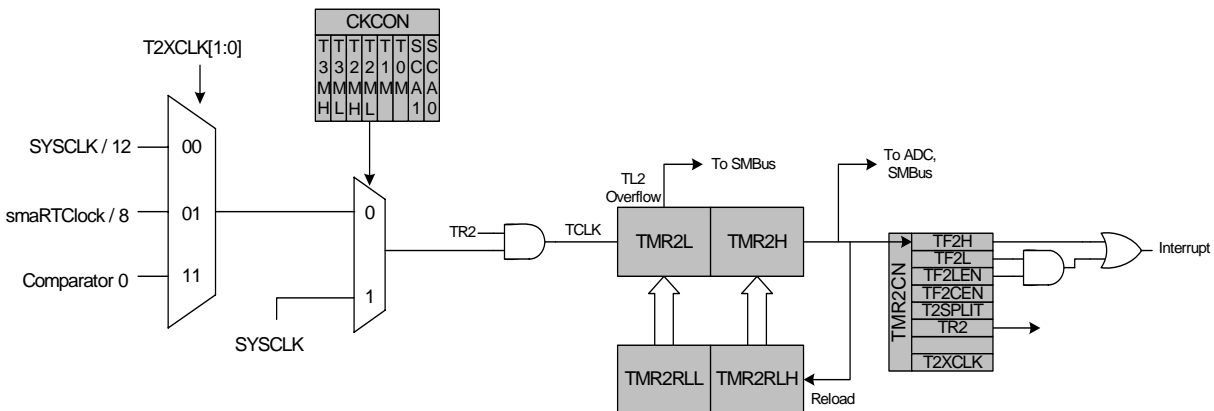 CKCON
T3MH
T3ML
T2MH
T2ML
T1M
T0M
SCA1
SCA0
T2XCLK[1:0]
SYSCLK / 12
00
smaRTClock / 8
01
Comparator 0
11
0
1
SYSCLK
TR2
TCLK
TL2
Overflow
To SMBus
To ADC,
SMBus
TMR2L
TMR2H
TMR2RLL
TMR2RLH
Reload
TMR2CN
TF2H
TF2L
TF2LEN
TF2CEN
T2SPLIT
TR2
T2XCLK
Interrupt